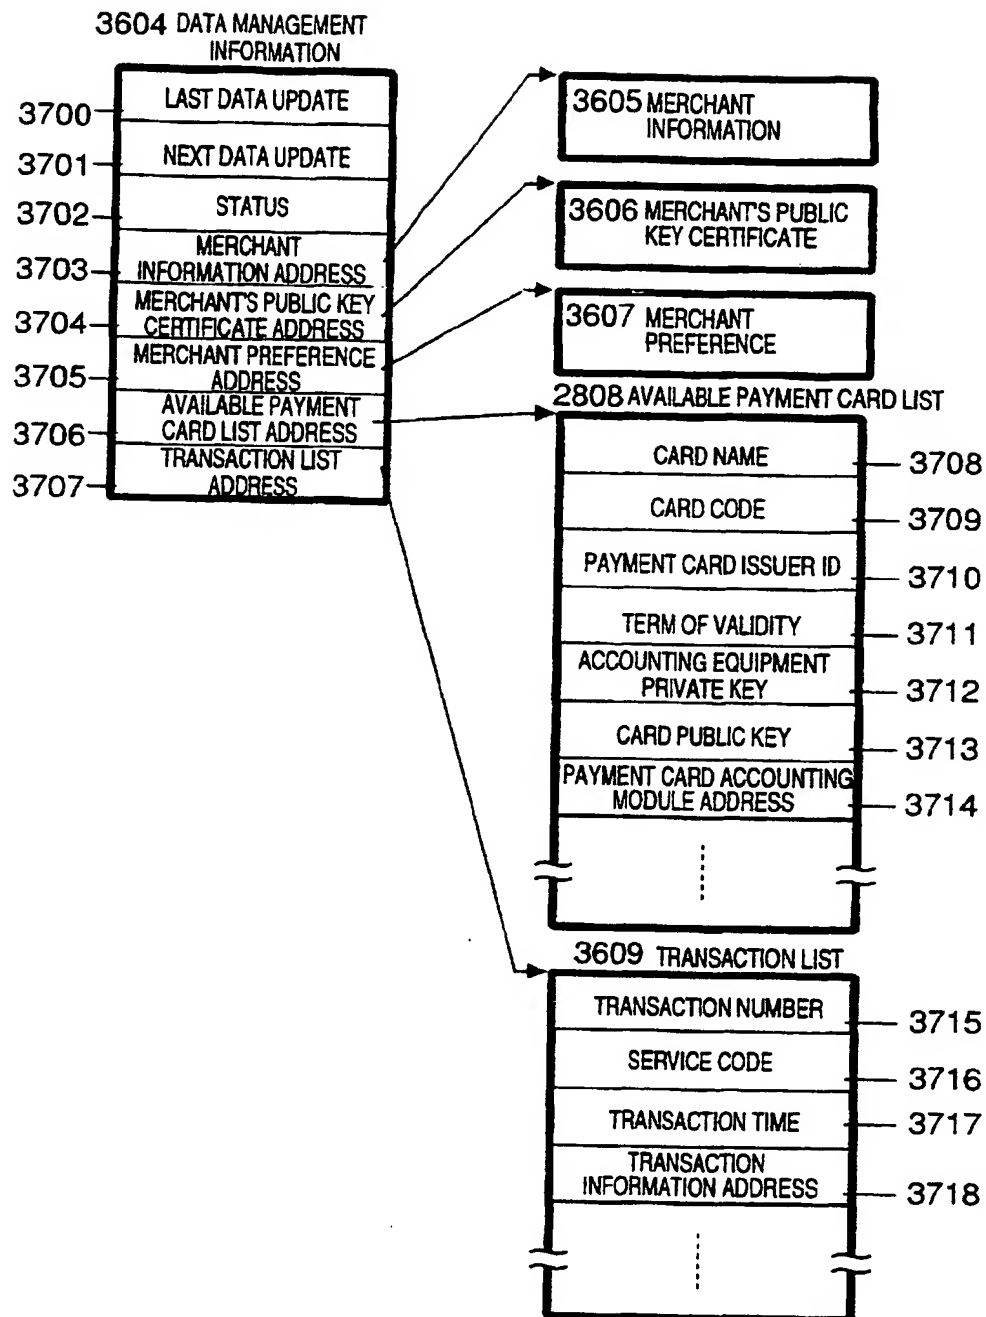 3604 DATA MANAGEMENT
INFORMATION
3700
LAST DATA UPDATE
3701
NEXT DATA UPDATE
3702
STATUS
3703
MERCHANT
INFORMATION ADDRESS
3704
MERCHANT'S PUBLIC KEY
CERTIFICATE ADDRESS
3705
MERCHANT PREFERENCE
ADDRESS
3706
AVAILABLE PAYMENT
CARD LIST ADDRESS
3707
TRANSACTION LIST
ADDRESS
3605 MERCHANT
INFORMATION
3606 MERCHANT'S PUBLIC
KEY CERTIFICATE
3607 MERCHANT
PREFERENCE
2808 AVAILABLE PAYMENT CARD LIST
CARD NAME
3708
CARD CODE
3709
PAYMENT CARD ISSUER ID
3710
TERM OF VALIDITY
3711
ACCOUNTING EQUIPMENT
PRIVATE KEY
3712
CARD PUBLIC KEY
3713
PAYMENT CARD ACCOUNTING
MODULE ADDRESS
3714
3609 TRANSACTION LIST
TRANSACTION NUMBER
3715
SERVICE CODE
3716
TRANSACTION TIME
3717
TRANSACTION
INFORMATION ADDRESS
3718